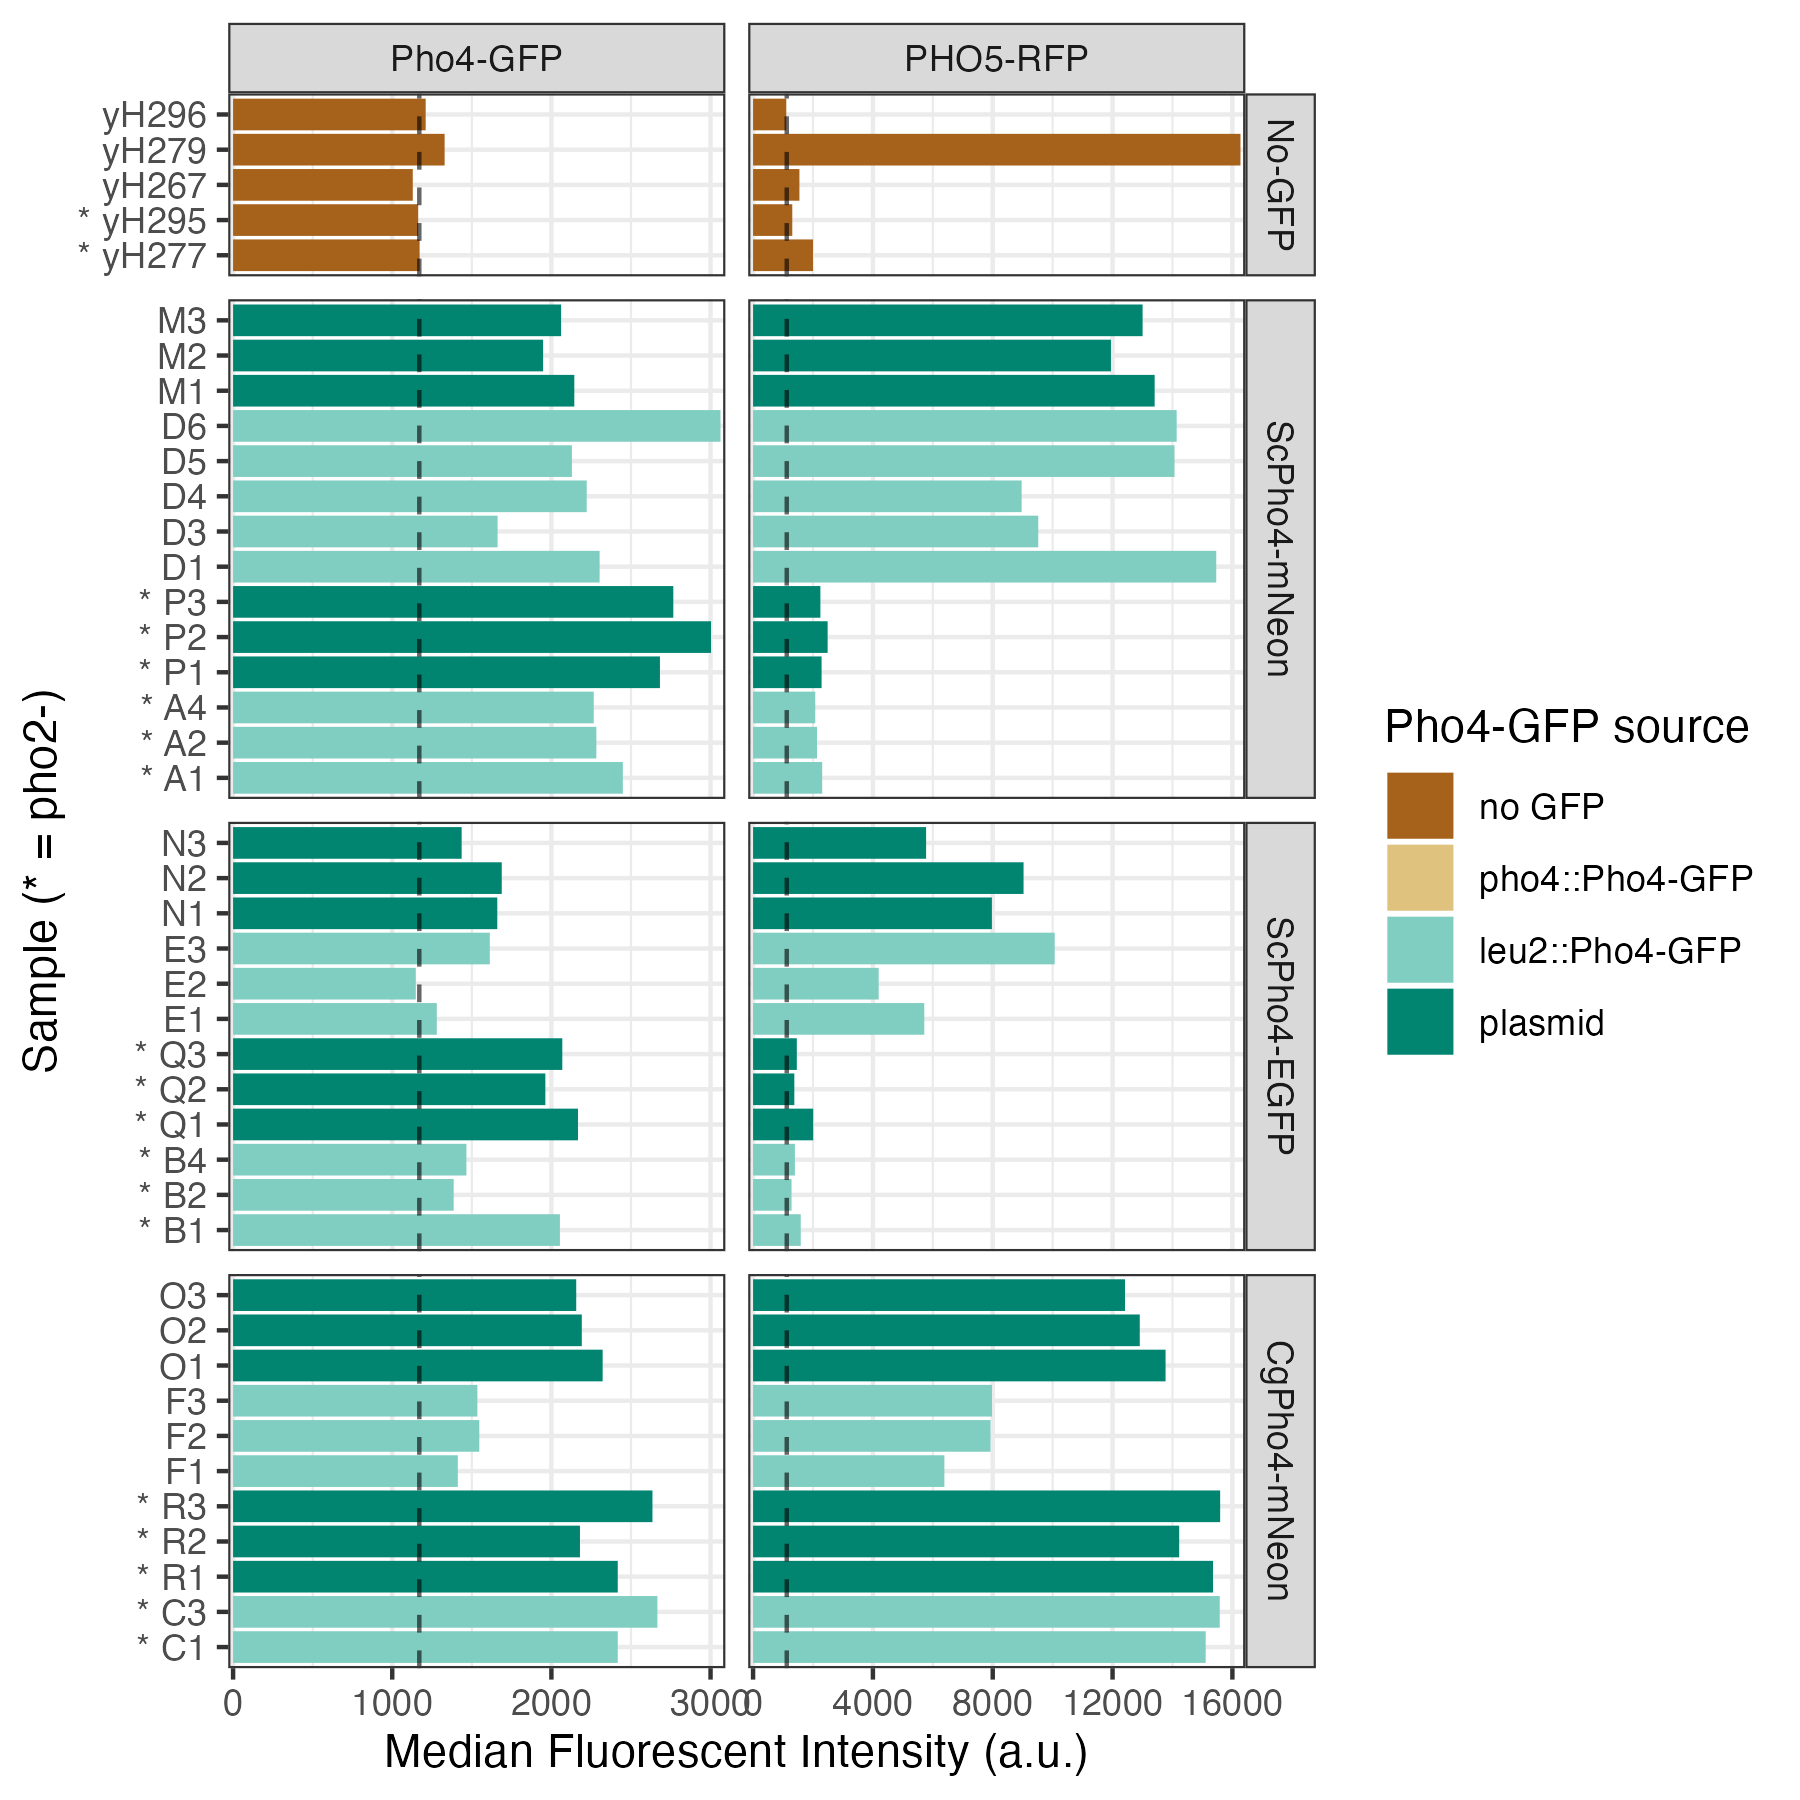 Pho4-GFP
PHO5-RFP
yH296
yH279
yH267
* yH295
* yH277
No-GFP
M3
M2
M1
D6
D5
D4
D3
D1
* P3
* P2
* P1
* A4
* A2
* A1
ScPho4-mNeon
N3
N2
N1
E3
E2
E1
* Q3
* Q2
* Q1
* B4
* B2
* B1
ScPho4-EGFP
O3
O2
O1
F3
F2
F1
* R3
* R2
* R1
* C3
* C1
CgPho4-mNeon
0 1000 2000 3000
0 4000 8000 12000 16000
Median Fluorescent Intensity (a.u.)
Sample (* = pho2-)
Pho4-GFP source
no GFP
pho4::Pho4-GFP
leu2::Pho4-GFP
plasmid